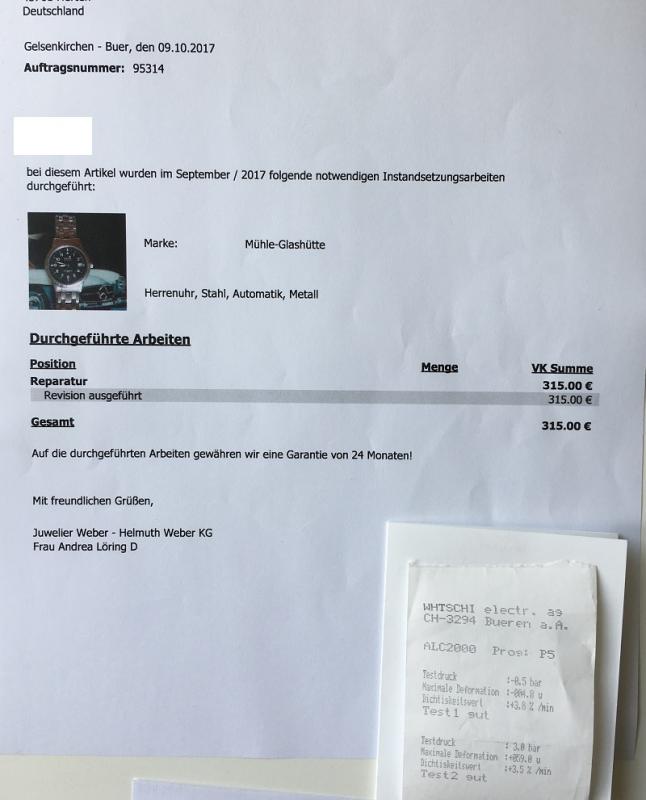 Deutschland
Gelsenkirchen - Buer, den 09.10.2017
Auftragsnummer: 95314
bei diesem Artikel wurden im September / 2017 folgende notwendigen Instandsetzungsarbeiten
durchgeführt:
Marke: Mühle-Glashütte
Herrenuhr, Stahl, Automatik, Metall
Durchgeführte Arbeiten
Position Menge VK Summe
Reparatur 315.00 €
Revision ausgeführt 315.00 €
Gesamt 315.00 €
Auf die durchgeführten Arbeiten gewähren wir eine Garantie von 24 Monaten!
Mit freundlichen Grüßen,
Juwelier Weber - Helmuth Weber KG
Frau Andrea Löring D
WHTSCHI electr. ag
CH-3294 Bueren a.A.
ALC2000 Prog: P5
Testdruck :-0.5 bar
Maximale Deformation :-004.8 u
Dichtigkeitswert :+3.8 % /min
Test1 gut
Testdruck : 3.0 bar
Maximale Deformation :+059.0 u
Dichtigkeitswert :+3.5 % /min
Test2 gut